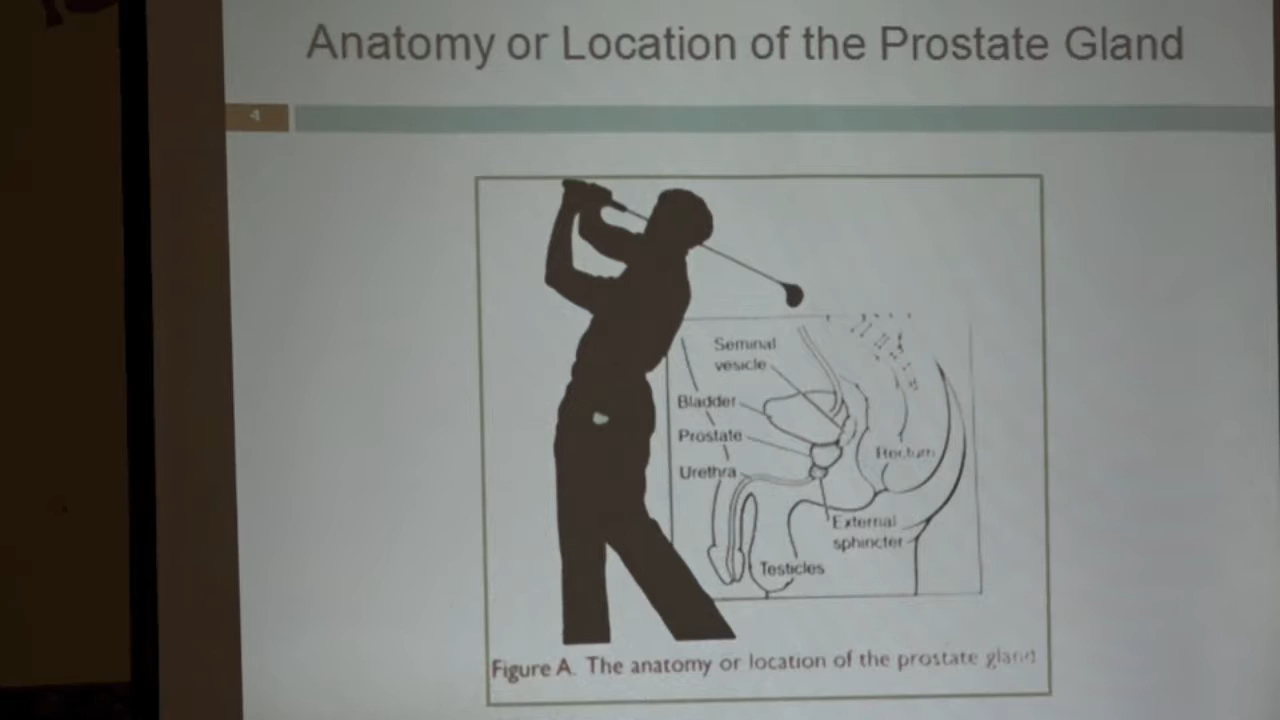 Anatomy or Location of the Prostate Gland
4
Seminal
vesicle
Bladder
Prostate
Urethra
Rectum
External
sphincter
Testicles
Figure A. The anatomy or location of the prostate gland